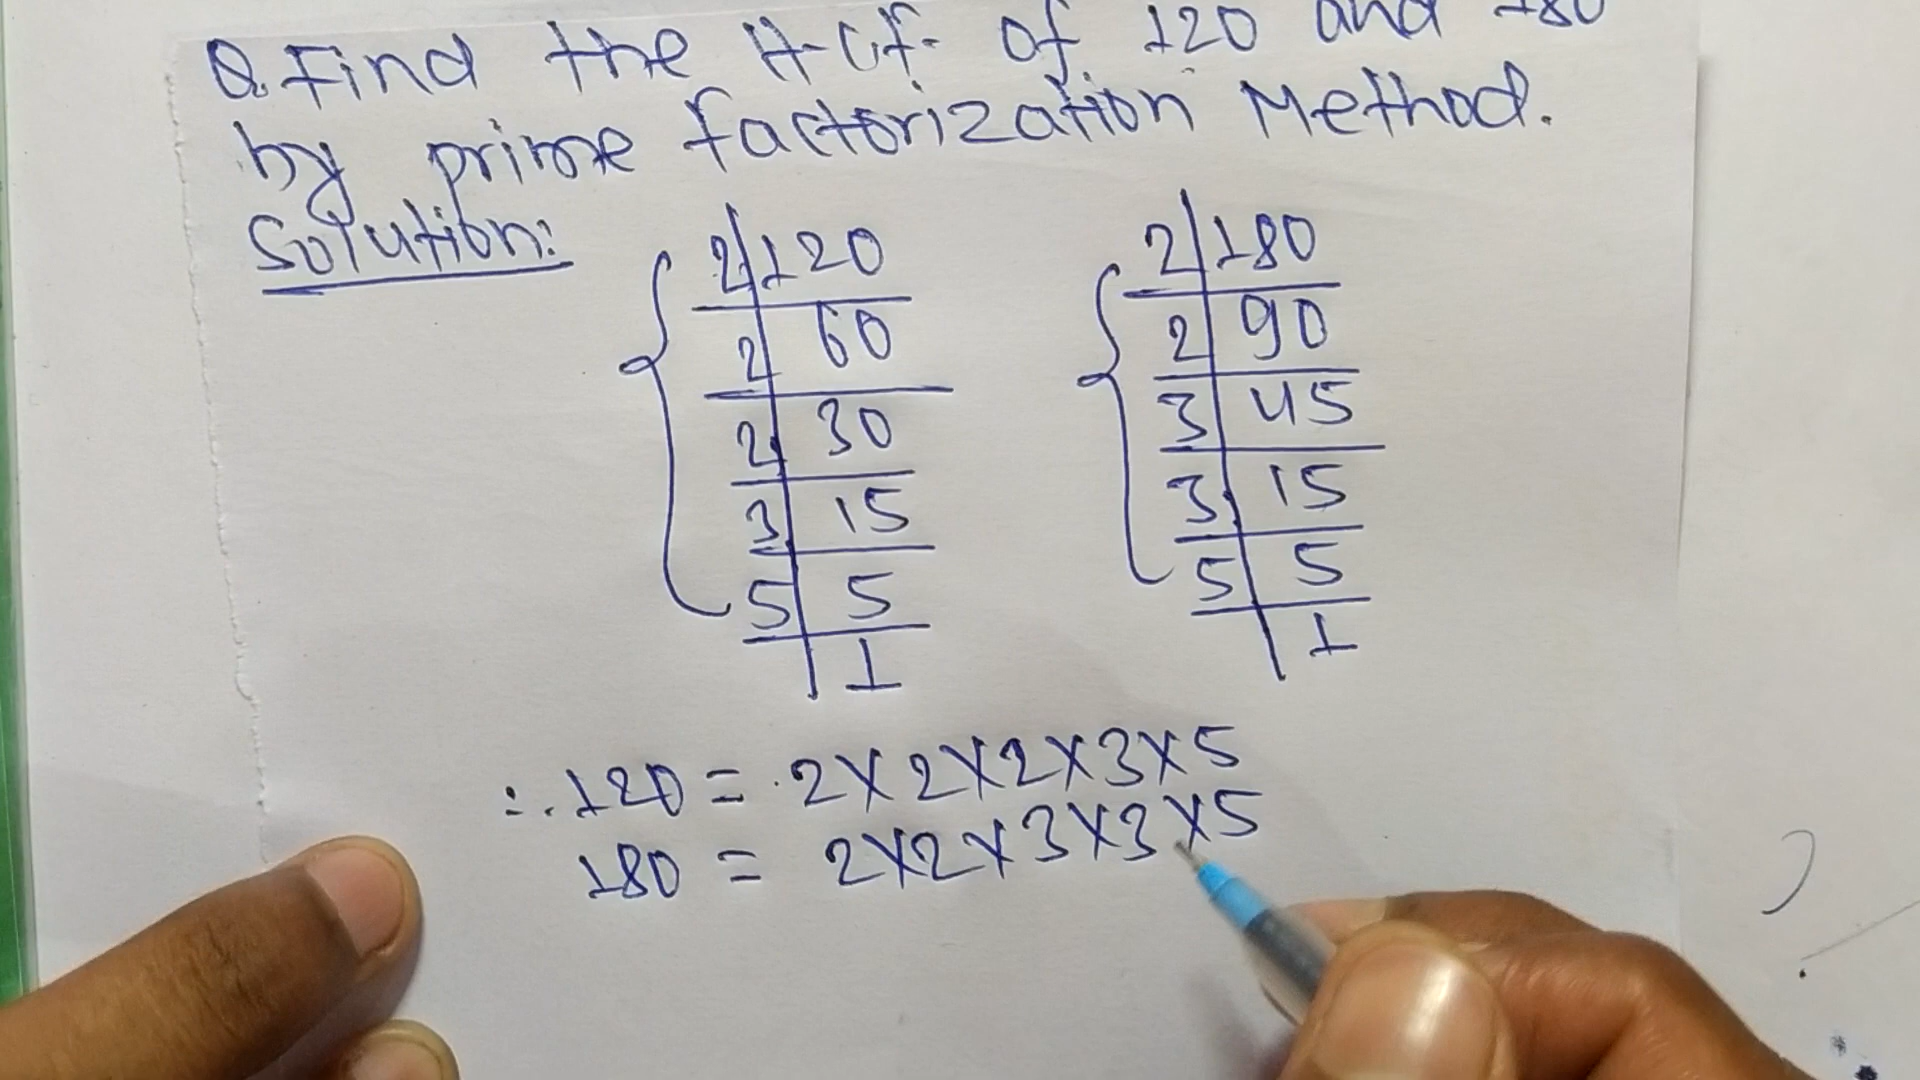 Q. Find the H.C.f. of 120 and 180
by prime factorization Method.
Solution:
2 120
2 60
2 30
3 15
5 5
1
2 180
2 90
3 45
3 15
5 5
1
∴ 120 = 2×2×2×3×5
180 = 2×2×3×3×5